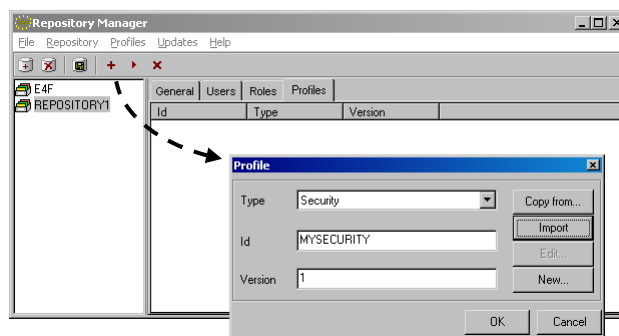 Repository Manager
File Repository Profiles Updates Help
E4F
REPOSITORY1
General Users Roles Profiles
Id Type Version
Profile
Type Security Copy from...
Import
Id MYSECURITY
Edit...
Version 1 New...
OK Cancel